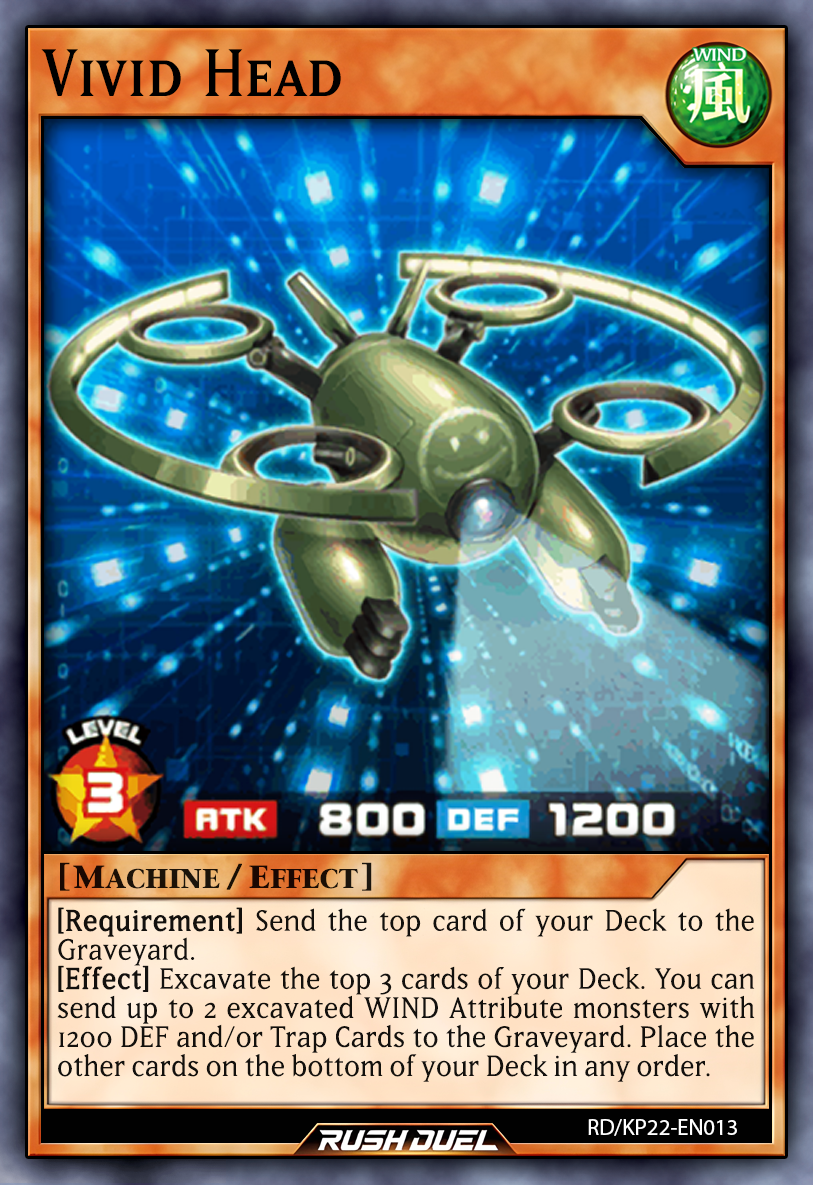 Vivid Head
WIND
風
LEVEL
3
ATK 800 DEF 1200
[Machine / Effect]
[Requirement] Send the top card of your Deck to the
Graveyard.
[Effect] Excavate the top 3 cards of your Deck. You can
send up to 2 excavated WIND Attribute monsters with
1200 DEF and/or Trap Cards to the Graveyard. Place the
other cards on the bottom of your Deck in any order.
RD/KP22-EN013
RUSH DUEL